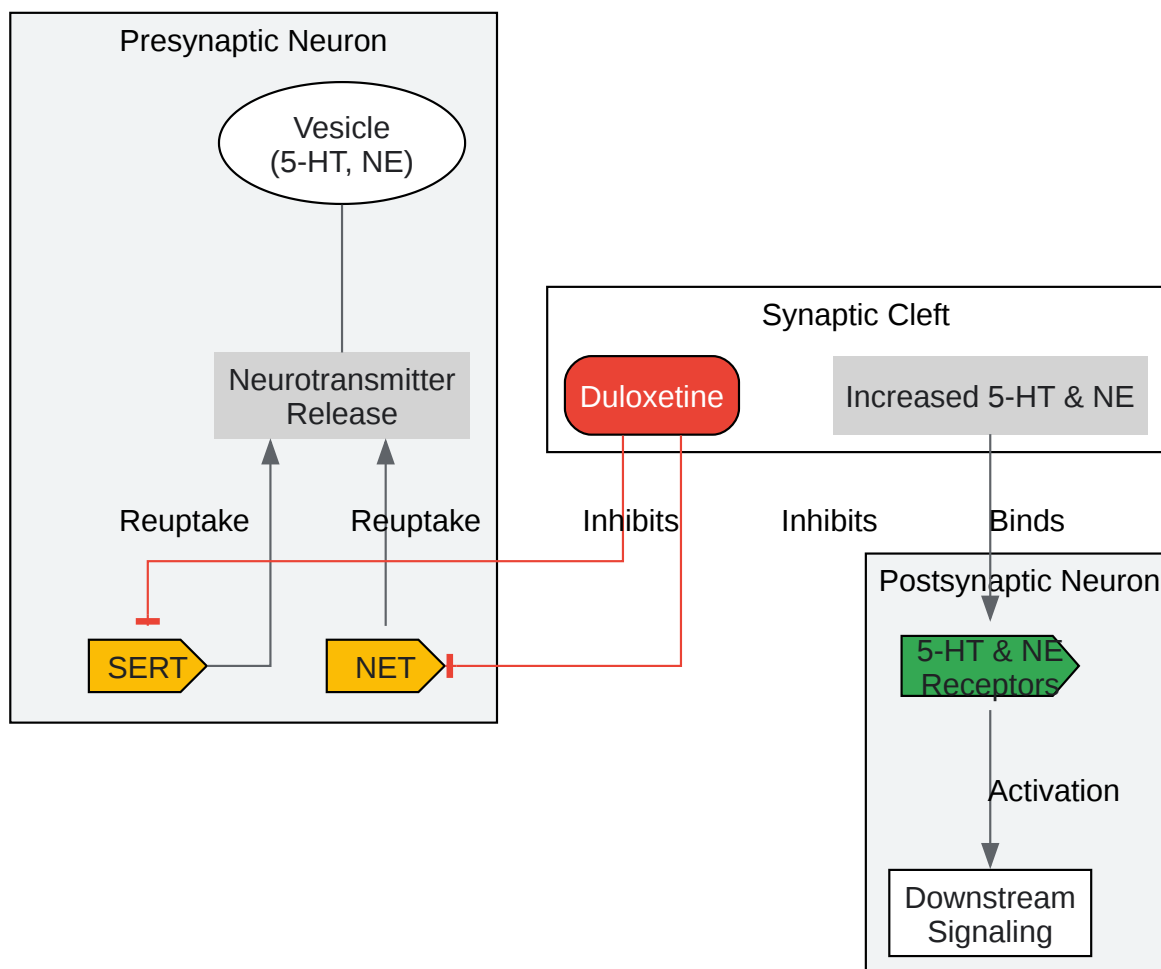 Presynaptic Neuron
Vesicle
(5-HT, NE)
Synaptic Cleft
Neurotransmitter
Release
Duloxetine
Increased 5-HT & NE
Reuptake
Reuptake
Inhibits
Inhibits
Binds
Postsynaptic Neuron
SERT
NET
5-HT & NE
Receptors
Activation
Downstream
Signaling